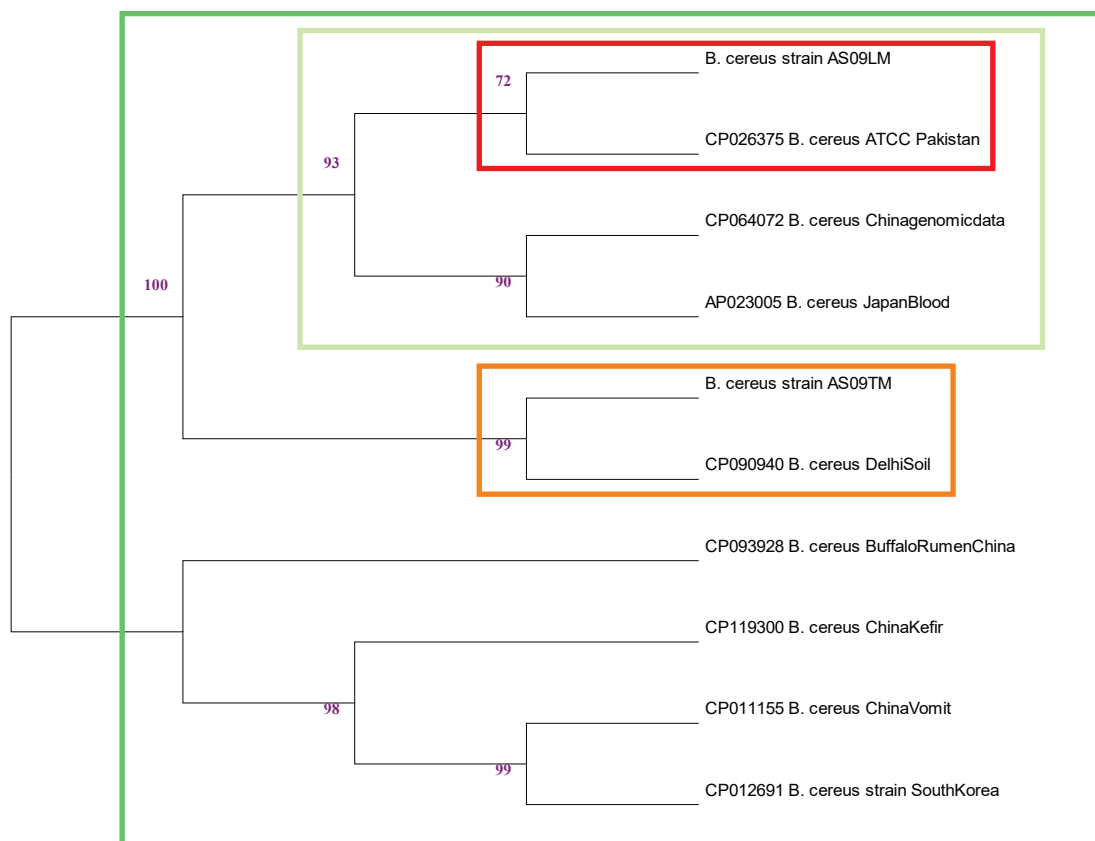 B. cereus strain AS09LM
72
CP026375 B. cereus ATCC Pakistan
93
CP064072 B. cereus Chinagenomicdata
90
100
AP023005 B. cereus JapanBlood
B. cereus strain AS09TM
99
CP090940 B. cereus DelhiSoil
CP093928 B. cereus BuffaloRumenChina
CP119300 B. cereus ChinaKefir
98
CP011155 B. cereus ChinaVomit
99
CP012691 B. cereus strain SouthKorea